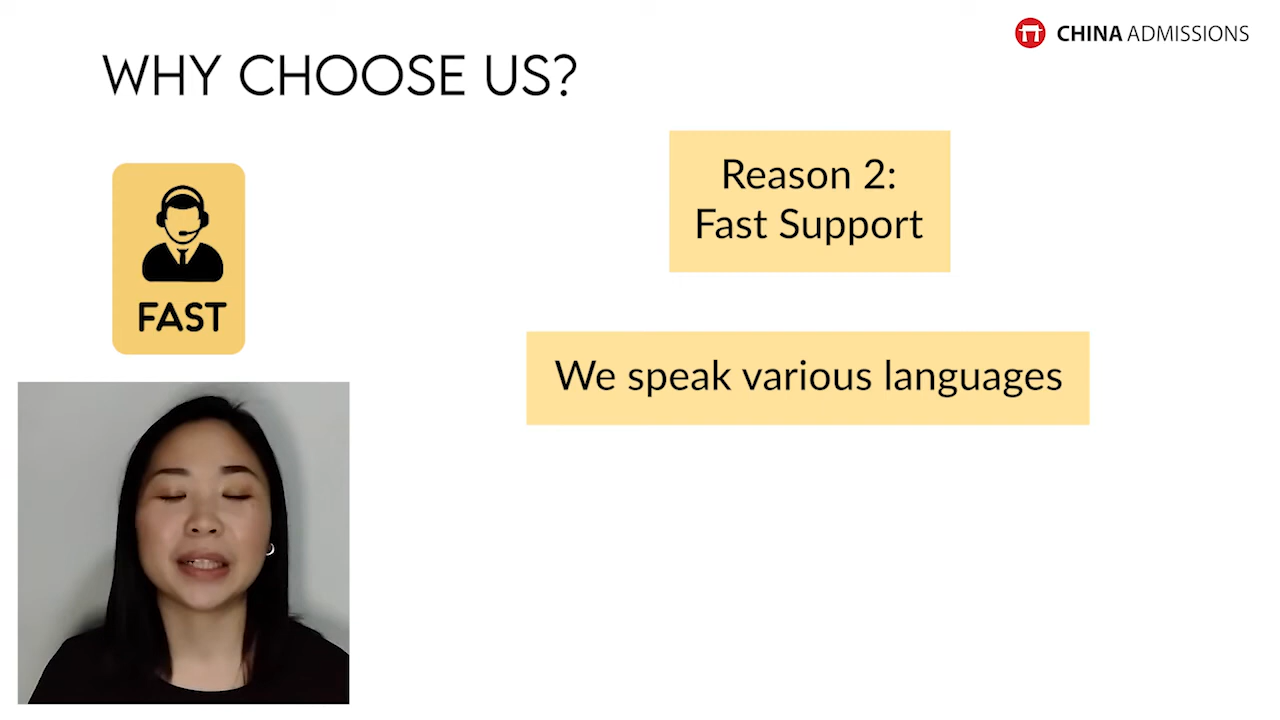 CHINA ADMISSIONS
WHY CHOOSE US?
Reason 2:
Fast Support
FAST
We speak various languages